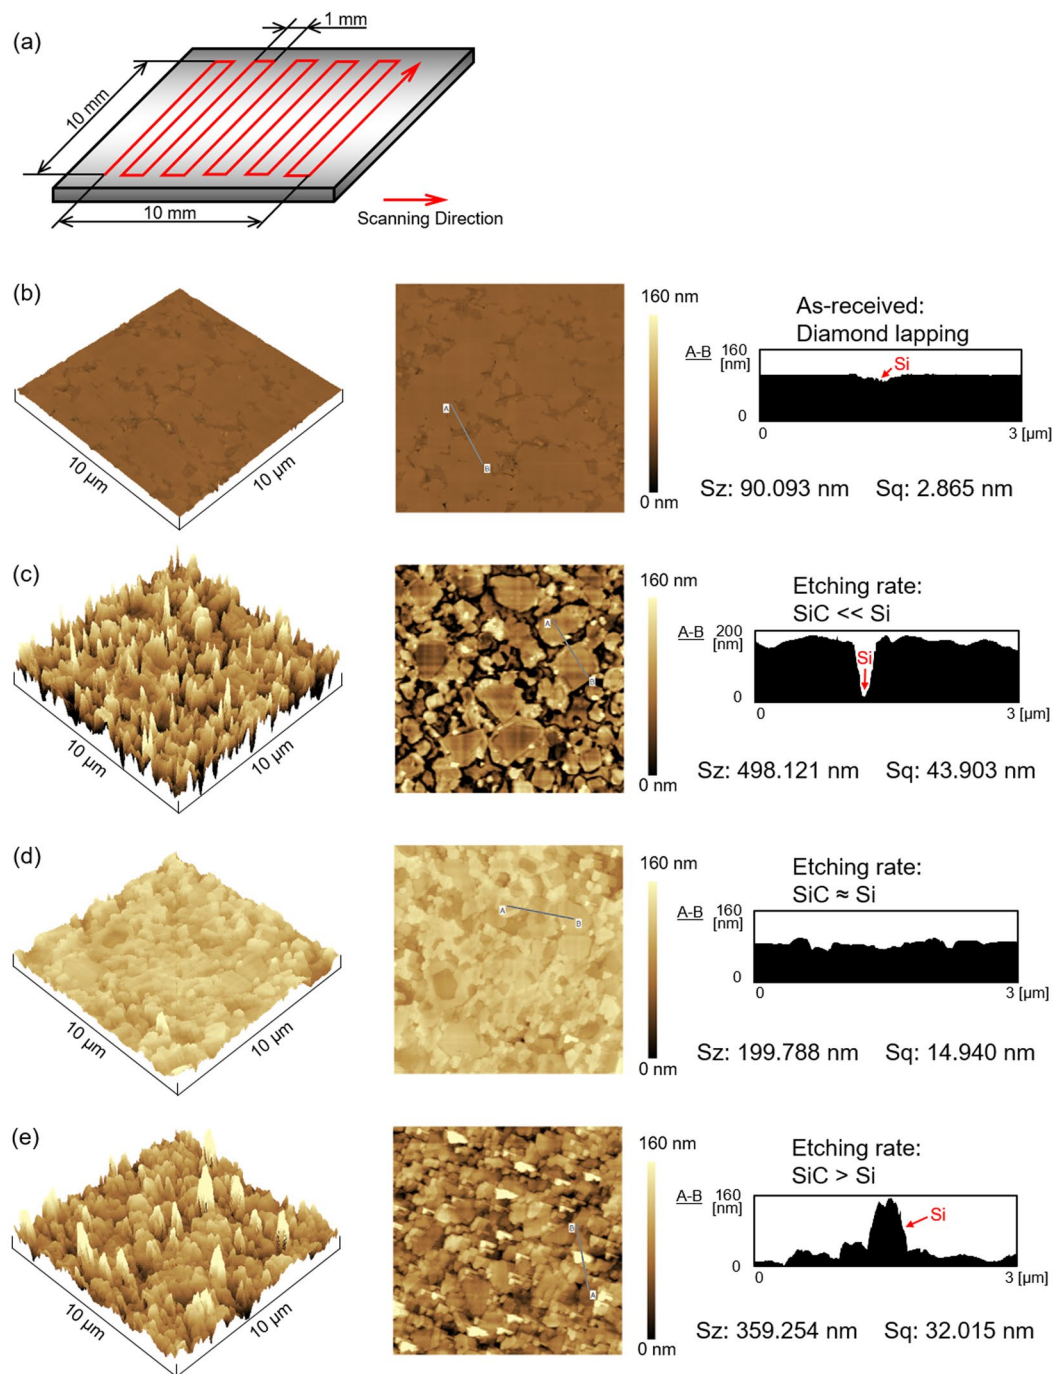 (a)
1 mm
10 mm
10 mm
Scanning Direction
(b)
10 µm
10 µm
A
B
160 nm
0 nm
As-received:
Diamond lapping
A-B
160
[nm]
Si
0
0
3 [µm]
Sz: 90.093 nm
Sq: 2.865 nm
(c)
10 µm
10 µm
A
B
160 nm
0 nm
Etching rate:
SiC << Si
A-B
200
[nm]
Si
0
0
3 [µm]
Sz: 498.121 nm
Sq: 43.903 nm
(d)
10 µm
10 µm
A
B
160 nm
0 nm
Etching rate:
SiC ≈ Si
A-B
160
[nm]
0
0
3 [µm]
Sz: 199.788 nm
Sq: 14.940 nm
(e)
10 µm
10 µm
B
A
160 nm
0 nm
Etching rate:
SiC > Si
A-B
160
[nm]
Si
0
0
3 [µm]
Sz: 359.254 nm
Sq: 32.015 nm